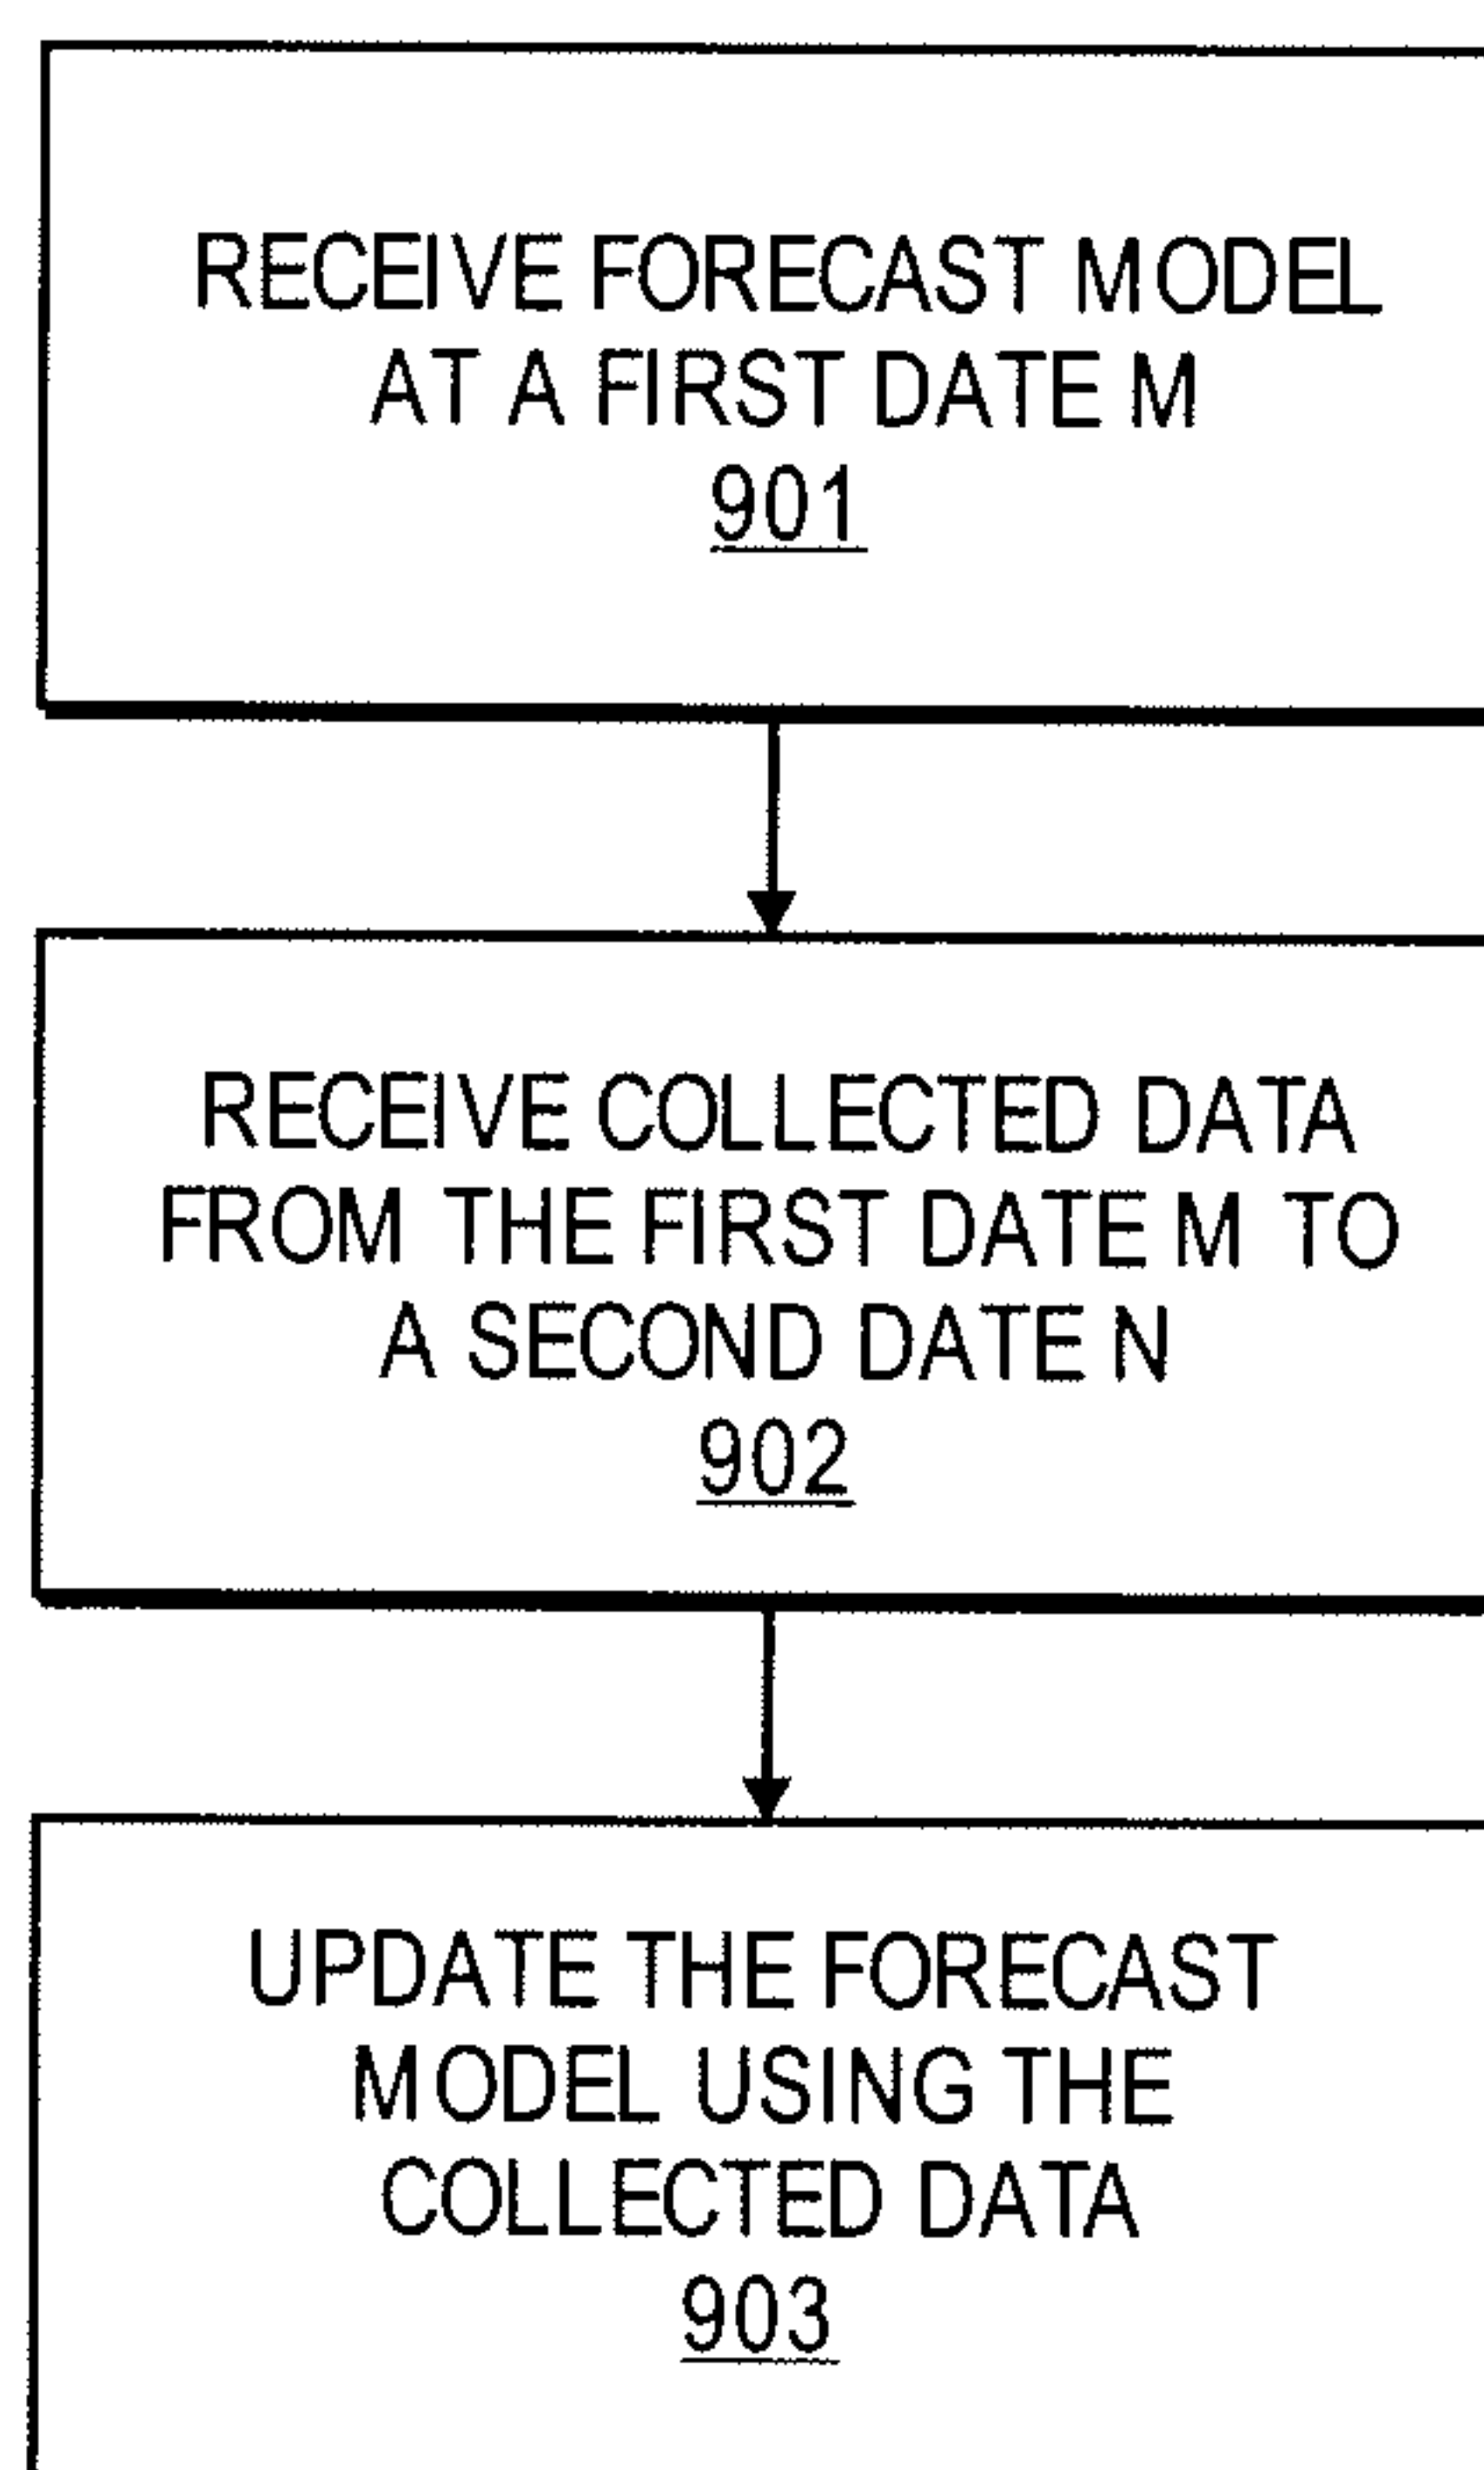 RECEIVE FORECAST MODEL
AT A FIRST DATE M
901
RECEIVE COLLECTED DATA
FROM THE FIRST DATE M TO
A SECOND DATE N
902
UPDATE THE FORECAST
MODEL USING THE
COLLECTED DATA
903